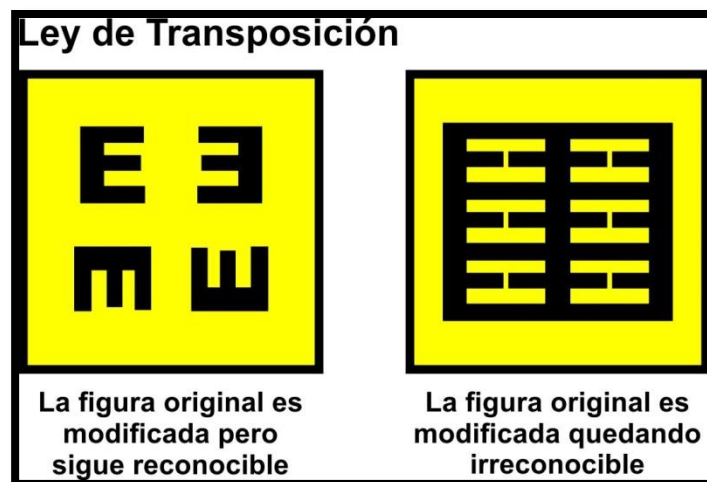 Ley de Transposición
La figura original es
modificada pero
sigue reconocible
La figura original es
modificada quedando
irreconocible